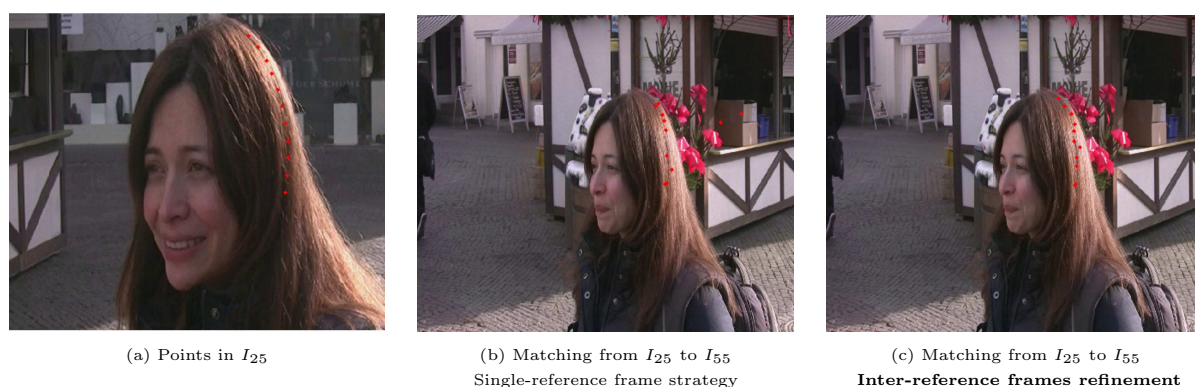 (a) Points in I25
(b) Matching from I25 to I55
Single-reference frame strategy
(c) Matching from I25 to I55
Inter-reference frames refinement